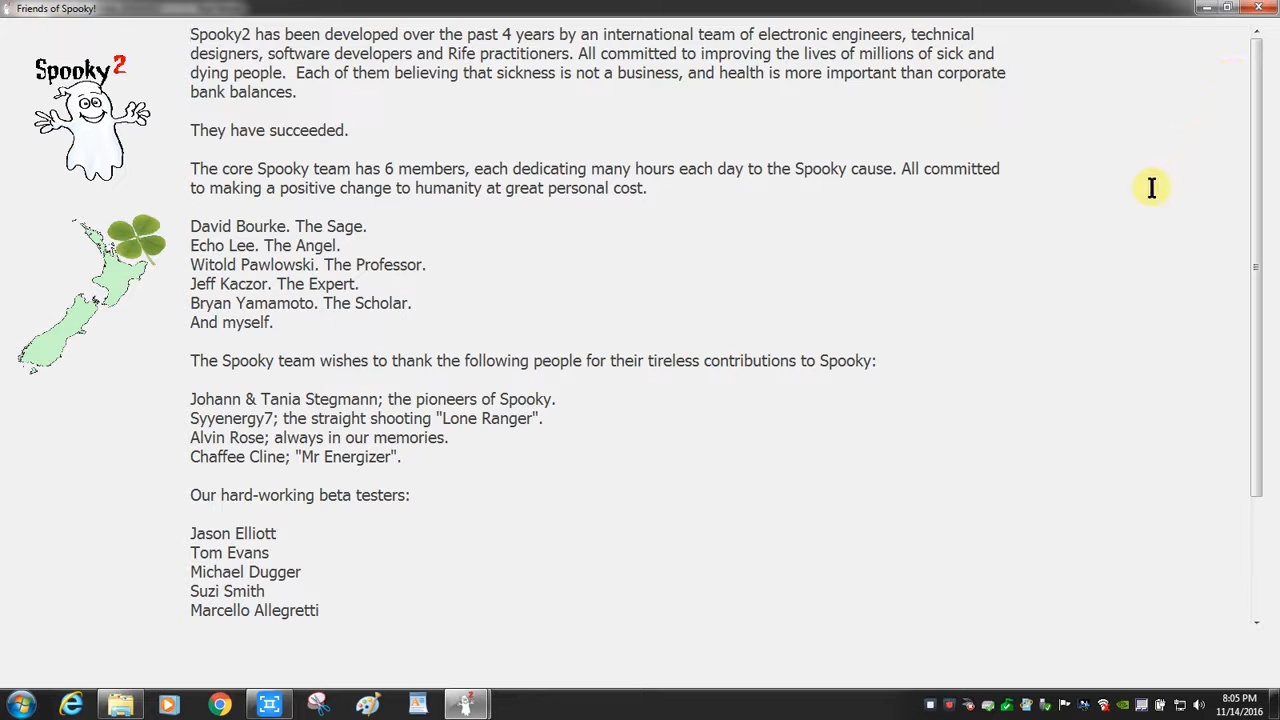 Friends of Spooky!
Spooky2
Spooky2 has been developed over the past 4 years by an international team of electronic engineers, technical
designers, software developers and Rife practitioners. All committed to improving the lives of millions of sick and
dying people. Each of them believing that sickness is not a business, and health is more important than corporate
bank balances.
They have succeeded.
The core Spooky team has 6 members, each dedicating many hours each day to the Spooky cause. All committed
to making a positive change to humanity at great personal cost.
David Bourke. The Sage.
Echo Lee. The Angel.
Witold Pawlowski. The Professor.
Jeff Kaczor. The Expert.
Bryan Yamamoto. The Scholar.
And myself.
The Spooky team wishes to thank the following people for their tireless contributions to Spooky:
Johann & Tania Stegmann; the pioneers of Spooky.
Syyenergy7; the straight shooting "Lone Ranger".
Alvin Rose; always in our memories.
Chaffee Cline; "Mr Energizer".
Our hard-working beta testers:
Jason Elliott
Tom Evans
Michael Dugger
Suzi Smith
Marcello Allegretti
8:05 PM
11/14/2016